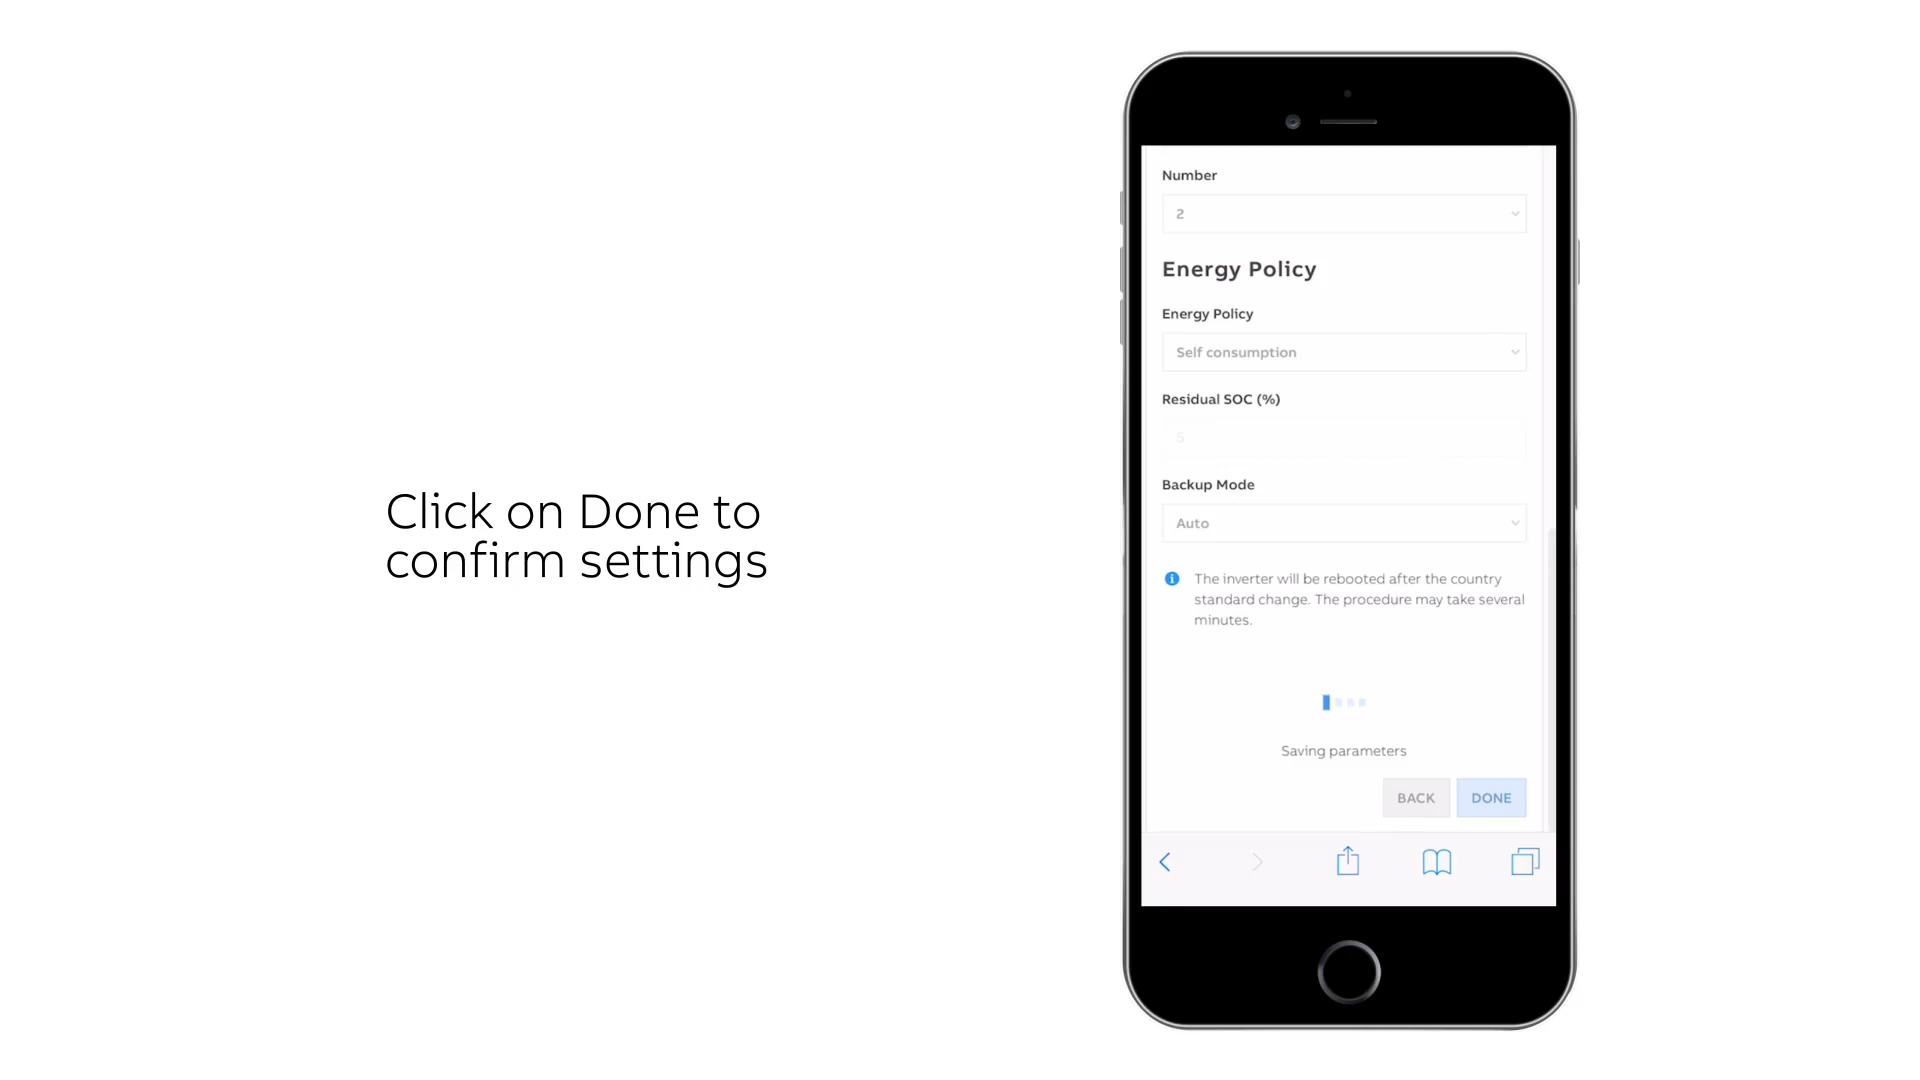 Click on Done to
confirm settings
Number
2
Energy Policy
Energy Policy
Self consumption
Residual SOC (%)
5
Backup Mode
Auto
The inverter will be rebooted after the country
standard change. The procedure may take several
minutes.
Saving parameters
BACK DONE